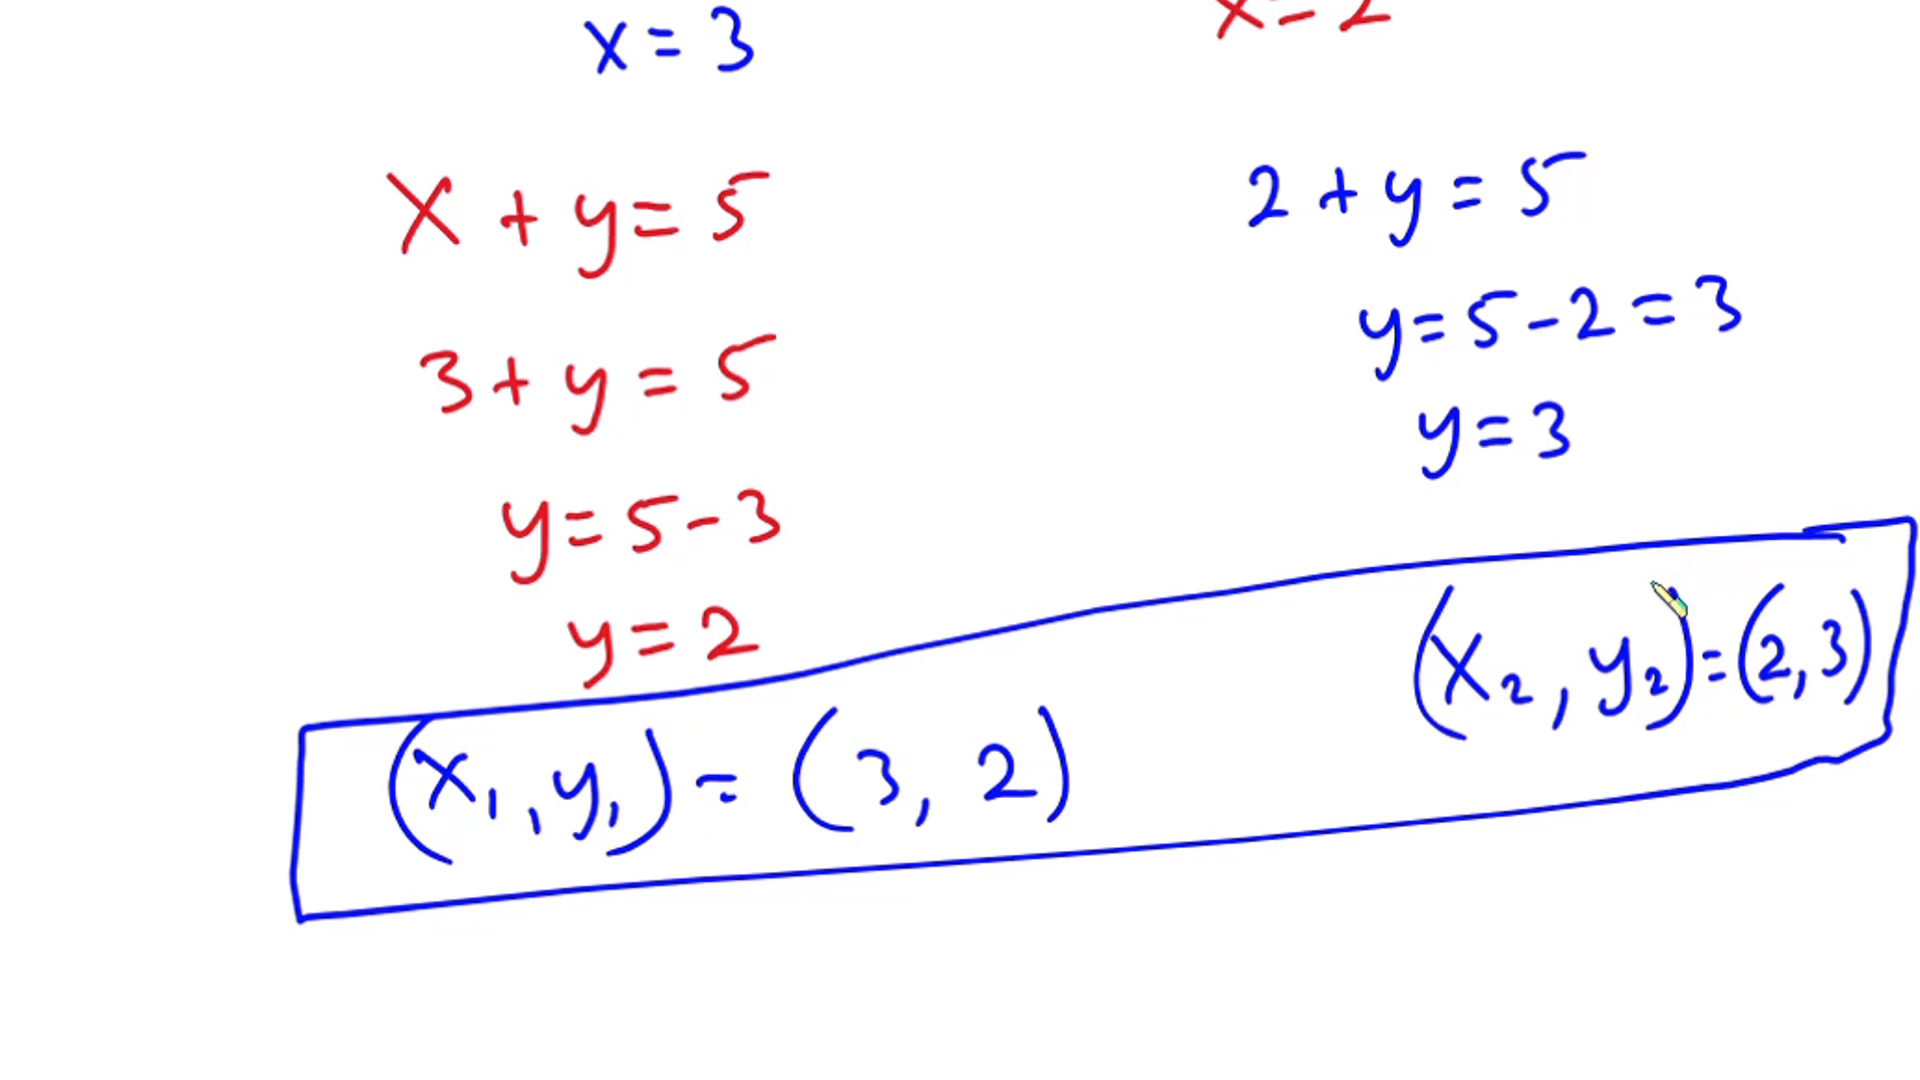 x = 3
x = 2
x + y = 5
3 + y = 5
y = 5 - 3
y = 2
2 + y = 5
y = 5 - 2 = 3
y = 3
(x₁, y₁) = (3, 2)
(x₂, y₂) = (2, 3)